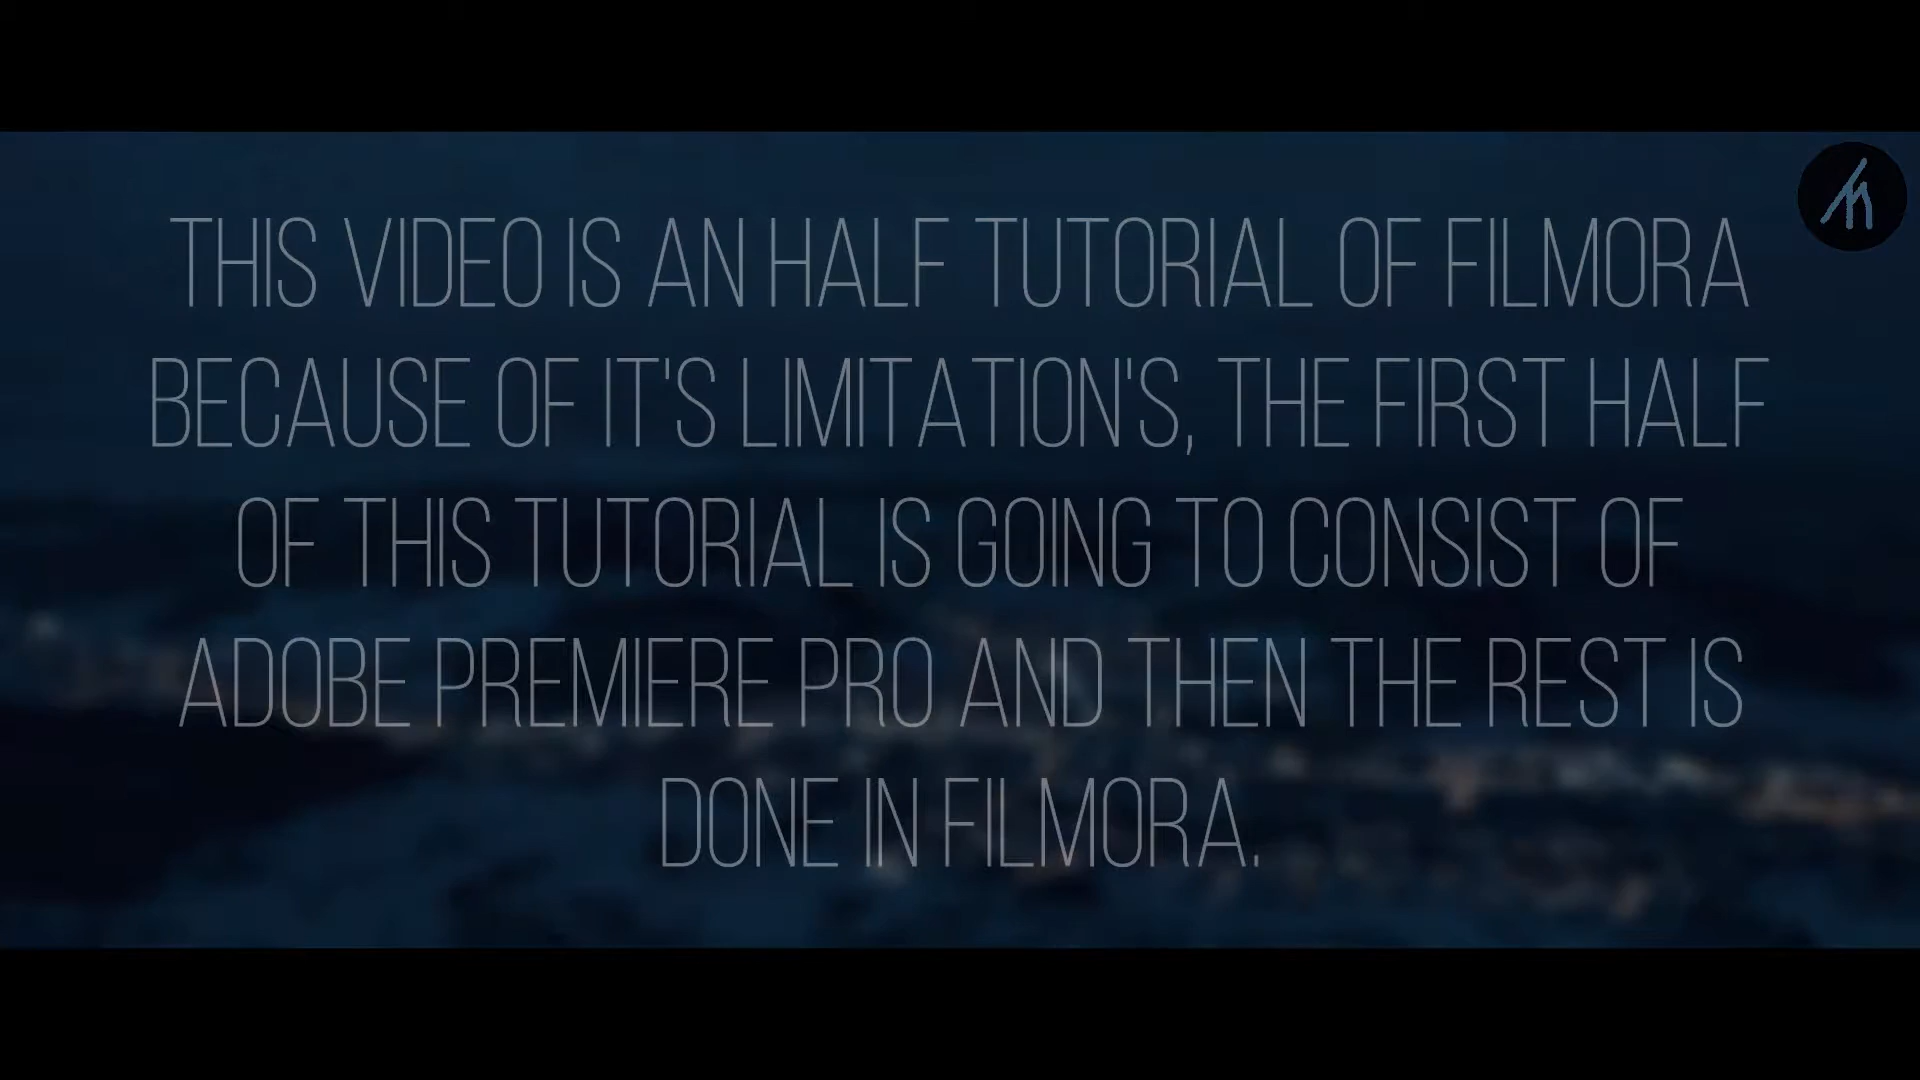 THIS VIDEO IS AN HALF TUTORIAL OF FILMORA
BECAUSE OF IT'S LIMITATION'S, THE FIRST HALF
OF THIS TUTORIAL IS GOING TO CONSIST OF
ADOBE PREMIERE PRO AND THEN THE REST IS
DONE IN FILMORA.